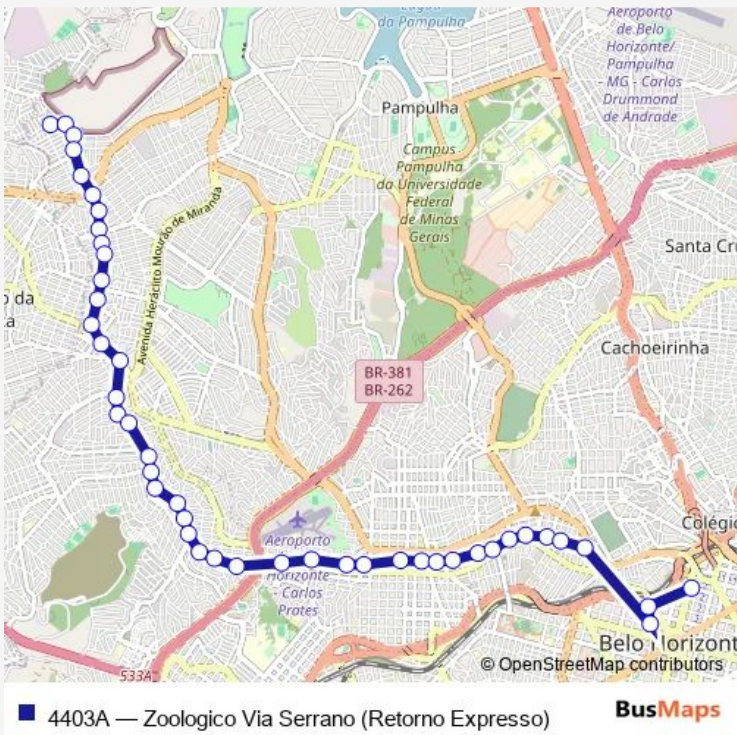 Lagoa
da Pampulha
Aeroporto
de Belo
Horizonte/
Pampulha
- MG - Carlos
Drummond
de Andrade
Pampulha
Campus
Pampulha
da Universidade
Federal
de Minas
Gerais
Avenida Heráclito Mourão de Miranda
Santa Cru
o da
ta
Cachoeirinha
BR-381
BR-262
Colégio
Aeroporto
Horizonte
- Carlos
Prates
Belo Horizont
533A
© OpenStreetMap contributors
4403A — Zoologico Via Serrano (Retorno Expresso)
BusMaps